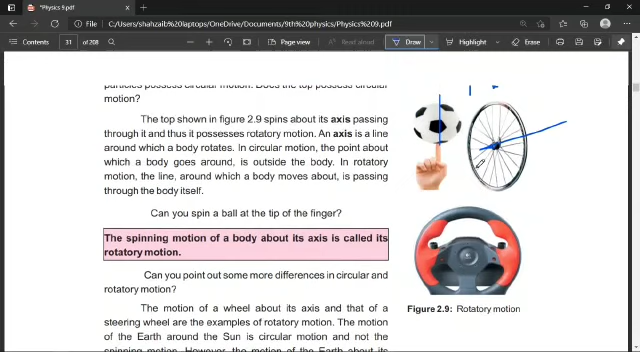 "Physics 9.pdf"
File | C:/Users/shahzaib%20laptops/OneDrive/Documents/9th%20physics/Physics%209.pdf
Contents 31 of 208 Page view Read aloud Draw Highlight Erase
particles possess circular motion. Does the top possess circular
motion?
The top shown in figure 2.9 spins about its axis passing
through it and thus it possesses rotatory motion. An axis is a line
around which a body rotates. In circular motion, the point about
which a body goes around, is outside the body. In rotatory
motion, the line, around which a body moves about, is passing
through the body itself.
Can you spin a ball at the tip of the finger?
The spinning motion of a body about its axis is called its
rotatory motion.
Can you point out some more differences in circular and
rotatory motion?
The motion of a wheel about its axis and that of a
steering wheel are the examples of rotatory motion. The motion
of the Earth around the Sun is circular motion and not the
spinning motion. However, the motion of the Earth about its
Figure 2.9: Rotatory motion